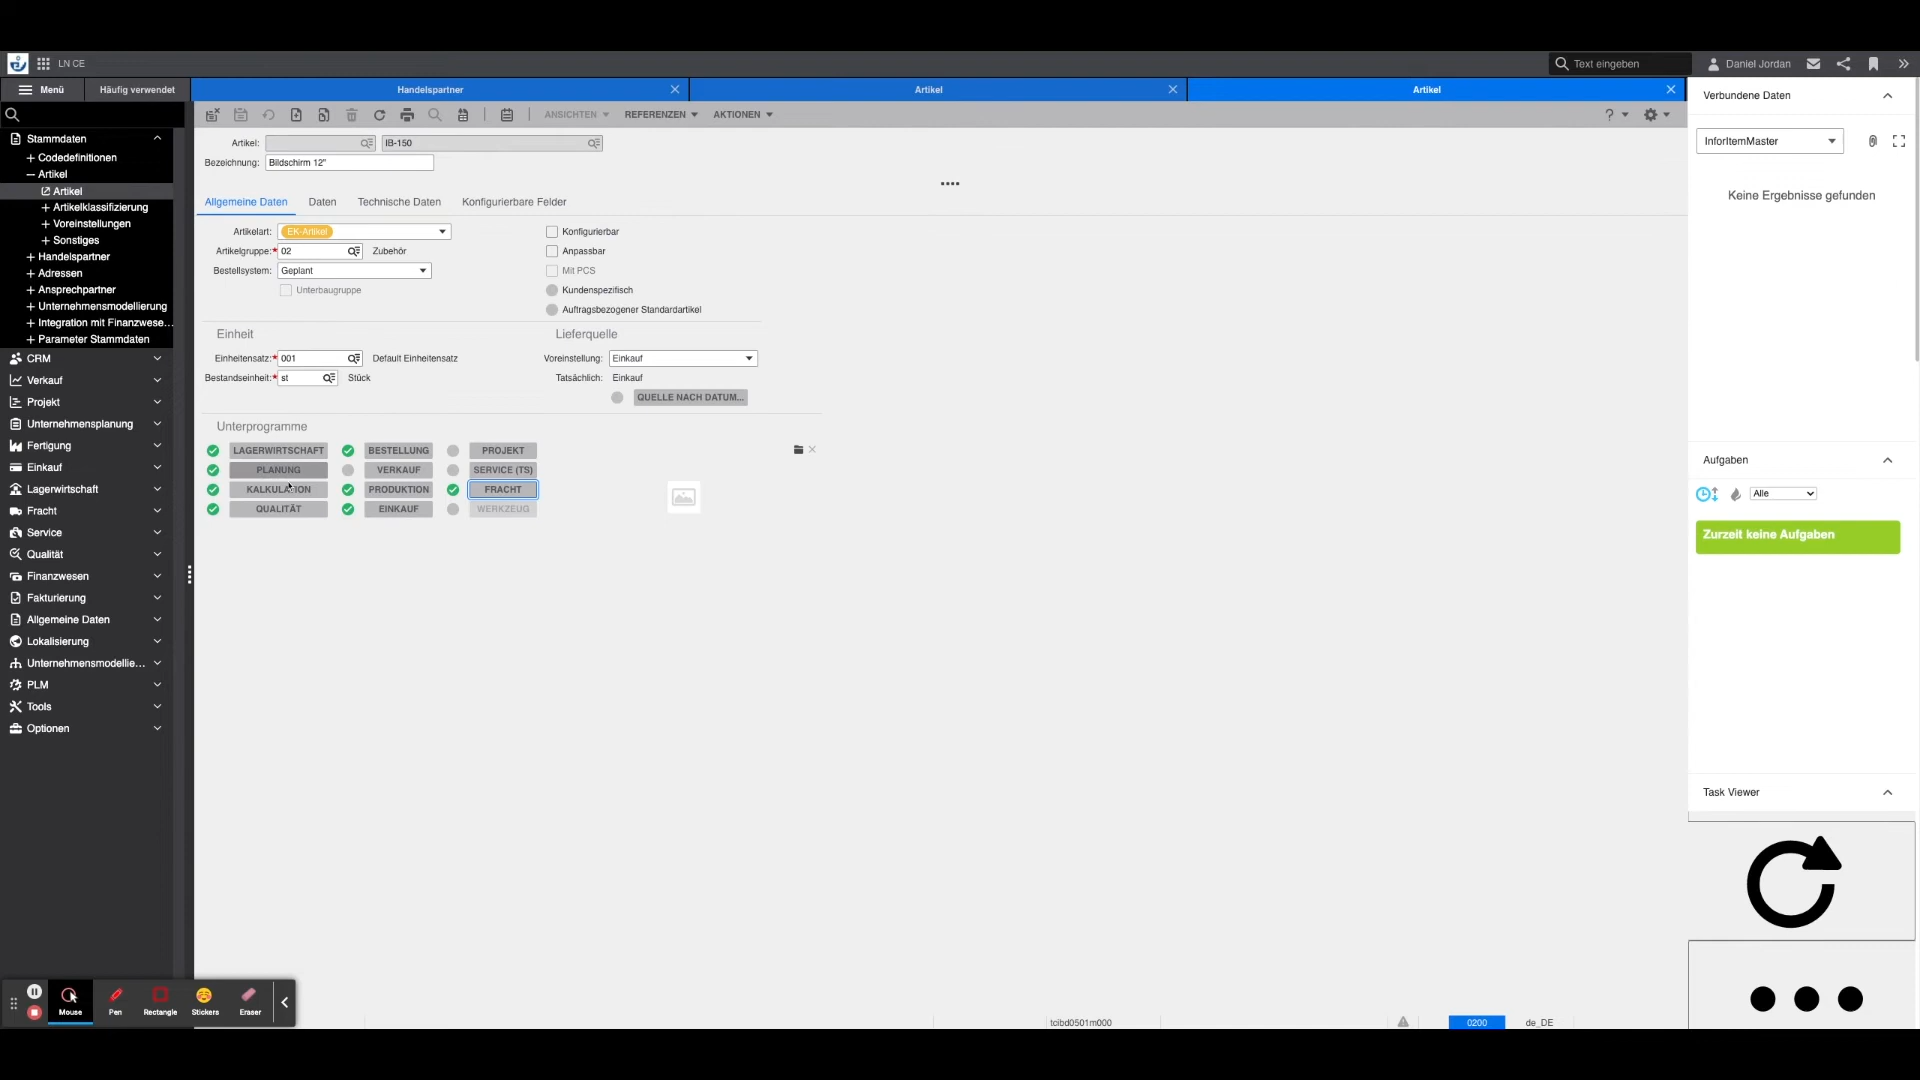 LN CE
Text eingeben
Daniel Jordan
Menü
Häufig verwendet
Handelspartner
Artikel
Artikel
Verbundene Daten
ANSICHTEN
REFERENZEN
AKTIONEN
?
Stammdaten
Codedefinitionen
Artikel
Artikel
Artikelklassifizierung
Voreinstellungen
Sonstiges
Handelspartner
Adressen
Ansprechpartner
Unternehmensmodellierung
Integration mit Finanzwese...
Parameter Stammdaten
CRM
Verkauf
Projekt
Unternehmensplanung
Fertigung
Einkauf
Lagerwirtschaft
Fracht
Service
Qualität
Finanzwesen
Fakturierung
Allgemeine Daten
Lokalisierung
Unternehmensmodellie...
PLM
Tools
Optionen
Artikel: IB-150
Bezeichnung: Bildschirm 12"
Allgemeine Daten
Daten
Technische Daten
Konfigurierbare Felder
Artikelart: EK-Artikel
Artikelgruppe:* 02 Zubehör
Bestellsystem: Geplant
Unterbaugruppe
Konfigurierbar
Anpassbar
Mit PCS
Kundenspezifisch
Auftragsbezogener Standardartikel
Einheit
Einheitensatz:* 001 Default Einheitensatz
Bestandseinheit:* st Stück
Lieferquelle
Voreinstellung: Einkauf
Tatsächlich: Einkauf
QUELLE NACH DATUM...
Unterprogramme
LAGERWIRTSCHAFT BESTELLUNG PROJEKT
PLANUNG VERKAUF SERVICE (TS)
KALKULATION PRODUKTION FRACHT
QUALITÄT EINKAUF WERKZEUG
InforItemMaster
Keine Ergebnisse gefunden
Aufgaben
Alle
Zurzeit keine Aufgaben
Task Viewer
Mouse
Pen
Rectangle
Stickers
Eraser
tcibd0501m000
0200
de_DE